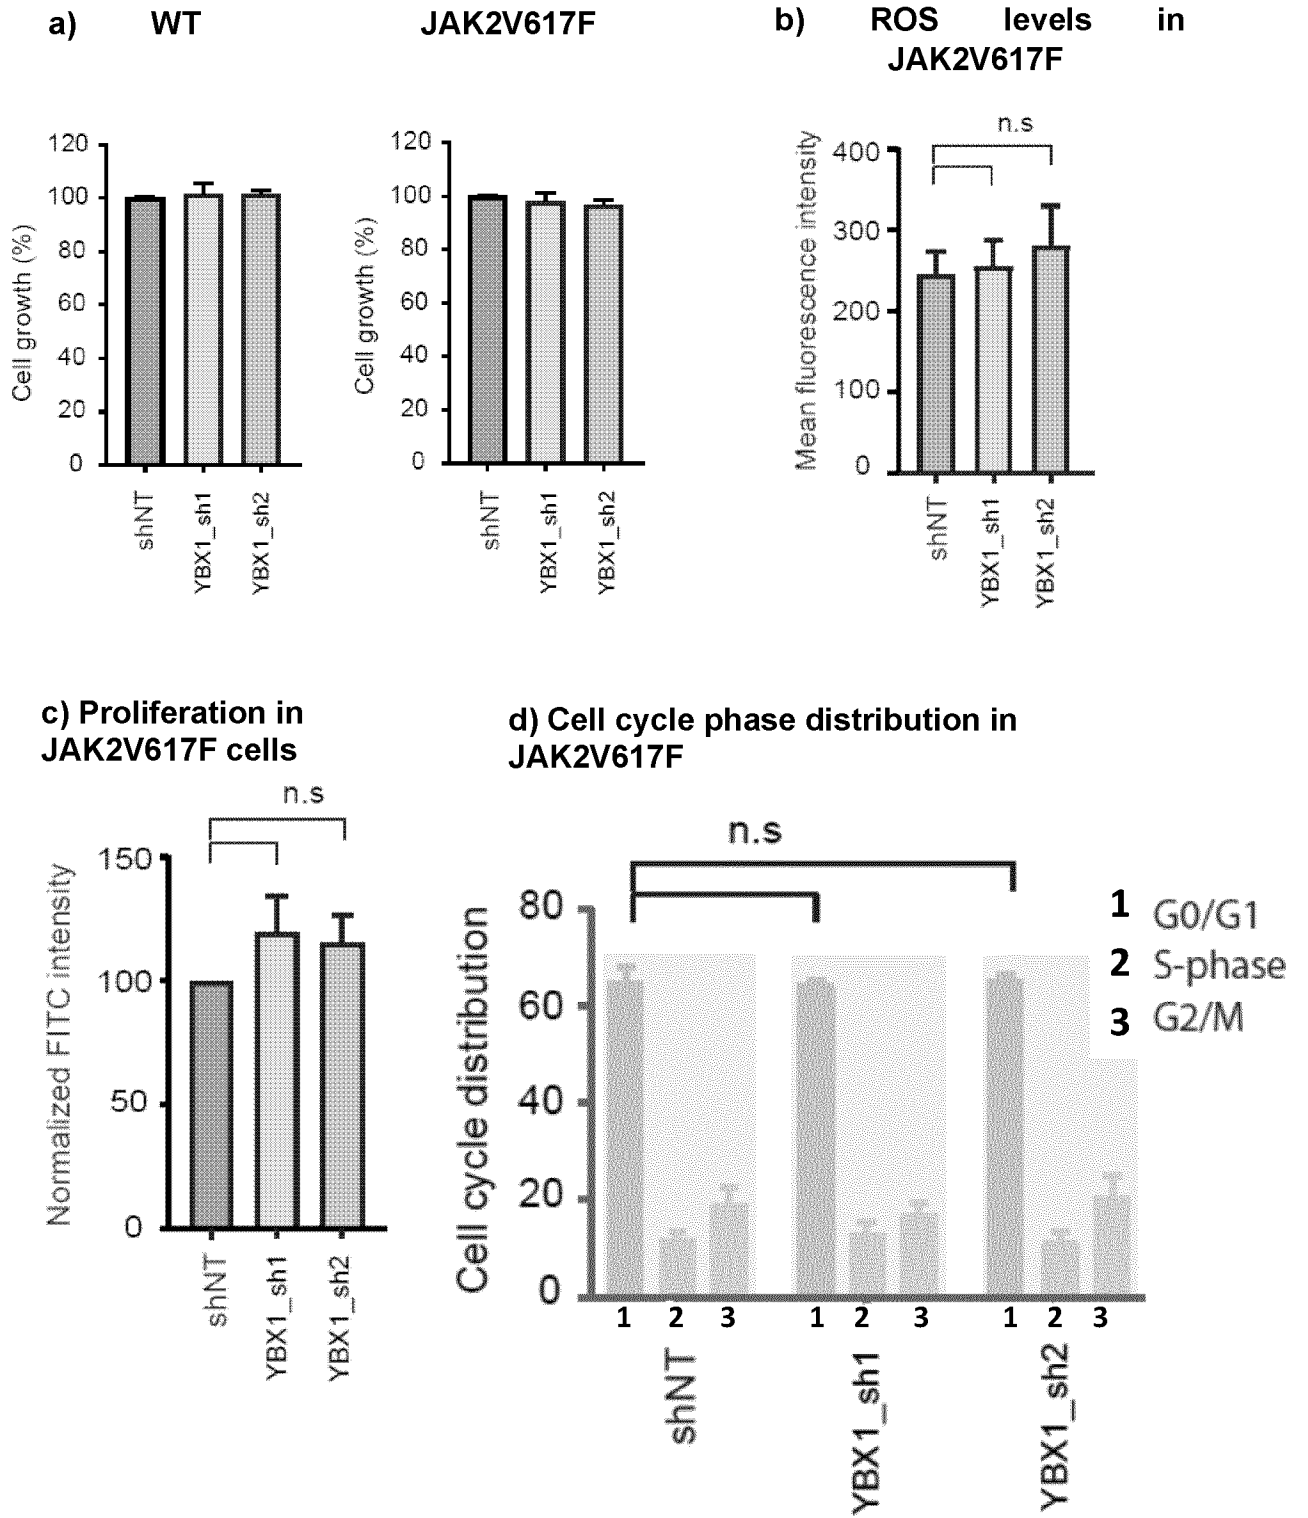 a) WT JAK2V617F
b) ROS levels in
JAK2V617F
120
100
80
60
40
20
0
Cell growth (%)
shNT
YBX1_sh1
YBX1_sh2
120
100
80
60
40
20
0
Cell growth (%)
shNT
YBX1_sh1
YBX1_sh2
n.s
400
300
200
100
0
Mean fluorescence intensity
shNT
YBX1_sh1
YBX1_sh2
c) Proliferation in
JAK2V617F cells
n.s
150
100
50
0
Normalized FITC intensity
shNT
YBX1_sh1
YBX1_sh2
d) Cell cycle phase distribution in
JAK2V617F
n.s
80
60
40
20
0
Cell cycle distribution
1 G0/G1
2 S-phase
3 G2/M
1 2 3 1 2 3 1 2 3
shNT
YBX1_sh1
YBX1_sh2